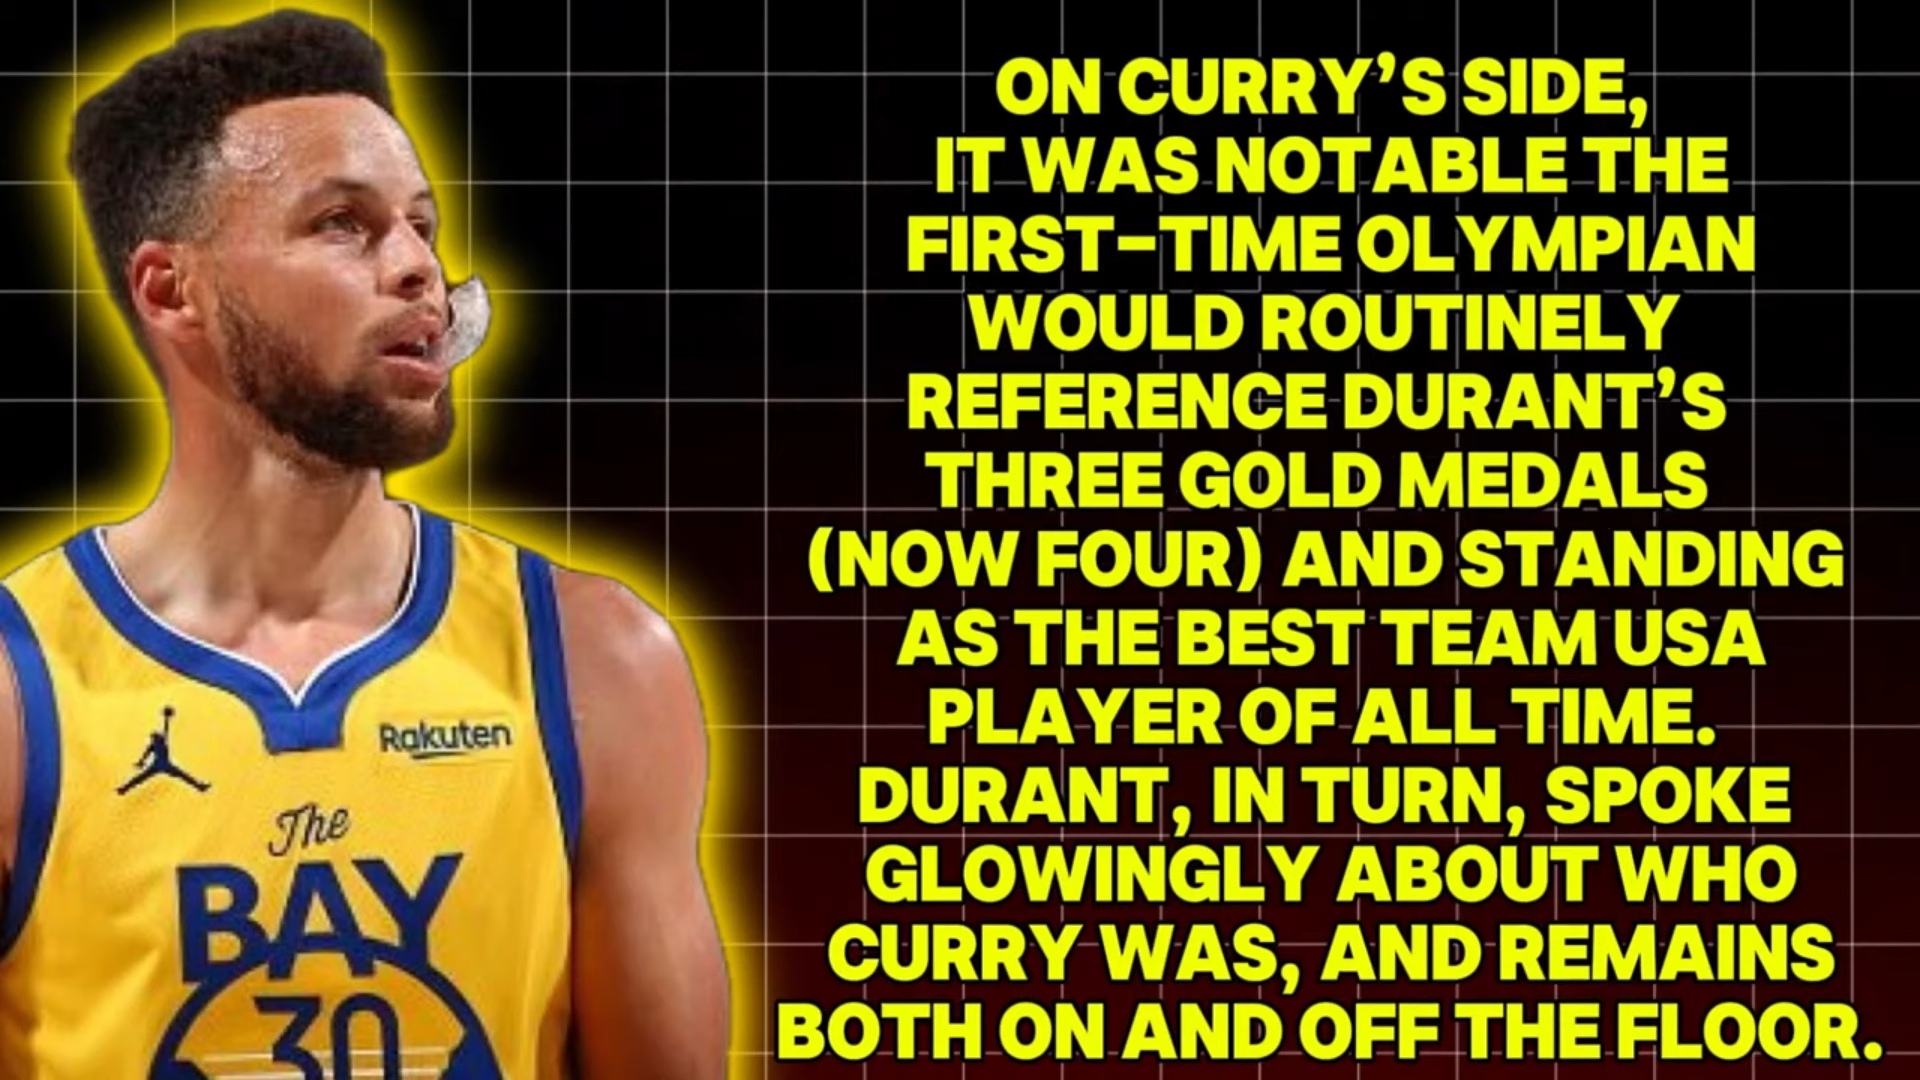 ON CURRY'S SIDE,
IT WAS NOTABLE THE
FIRST-TIME OLYMPIAN
WOULD ROUTINELY
REFERENCE DURANT'S
THREE GOLD MEDALS
(NOW FOUR) AND STANDING
AS THE BEST TEAM USA
PLAYER OF ALL TIME.
DURANT, IN TURN, SPOKE
GLOWINGLY ABOUT WHO
CURRY WAS, AND REMAINS
BOTH ON AND OFF THE FLOOR.
Rakuten
The
BAY
30